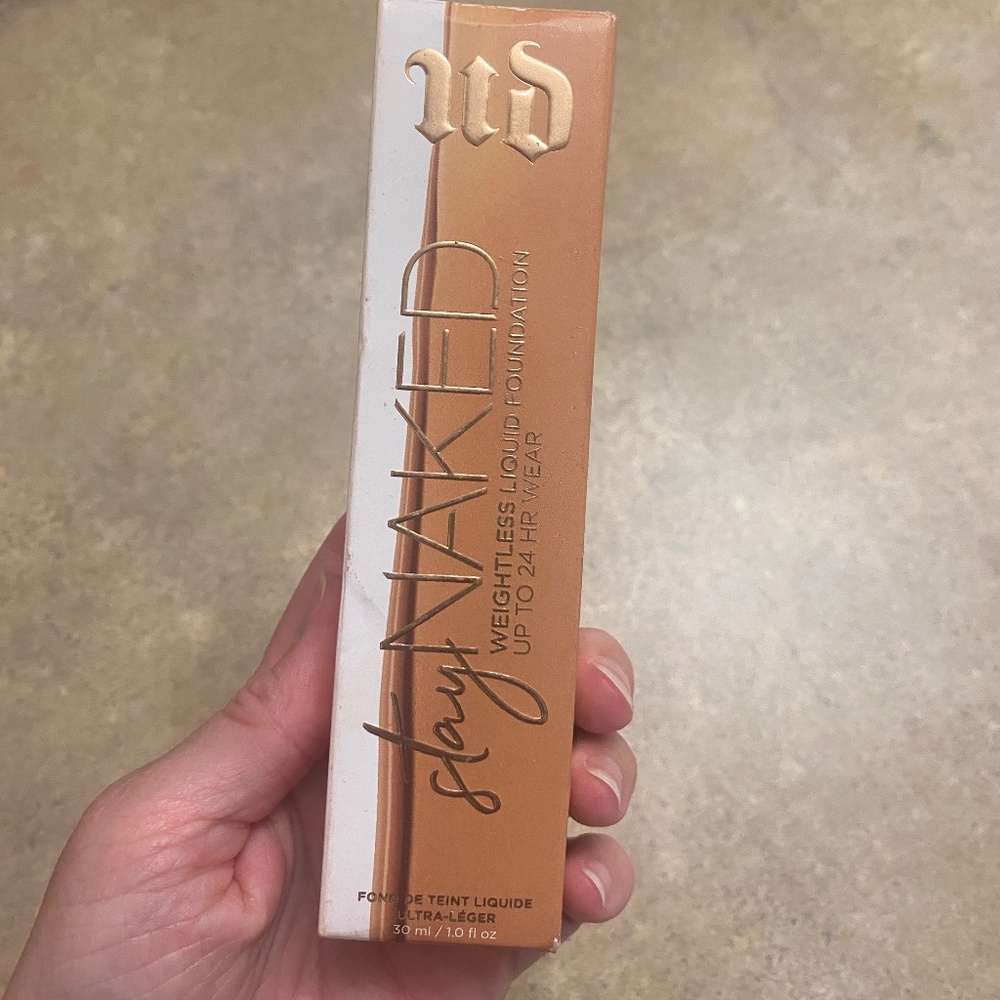 UD
stay NAKED
WEIGHTLESS LIQUID FOUNDATION
UP TO 24 HR WEAR
FOND DE TEINT LIQUIDE
ULTRA-LÉGER
30 ml / 1.0 fl oz